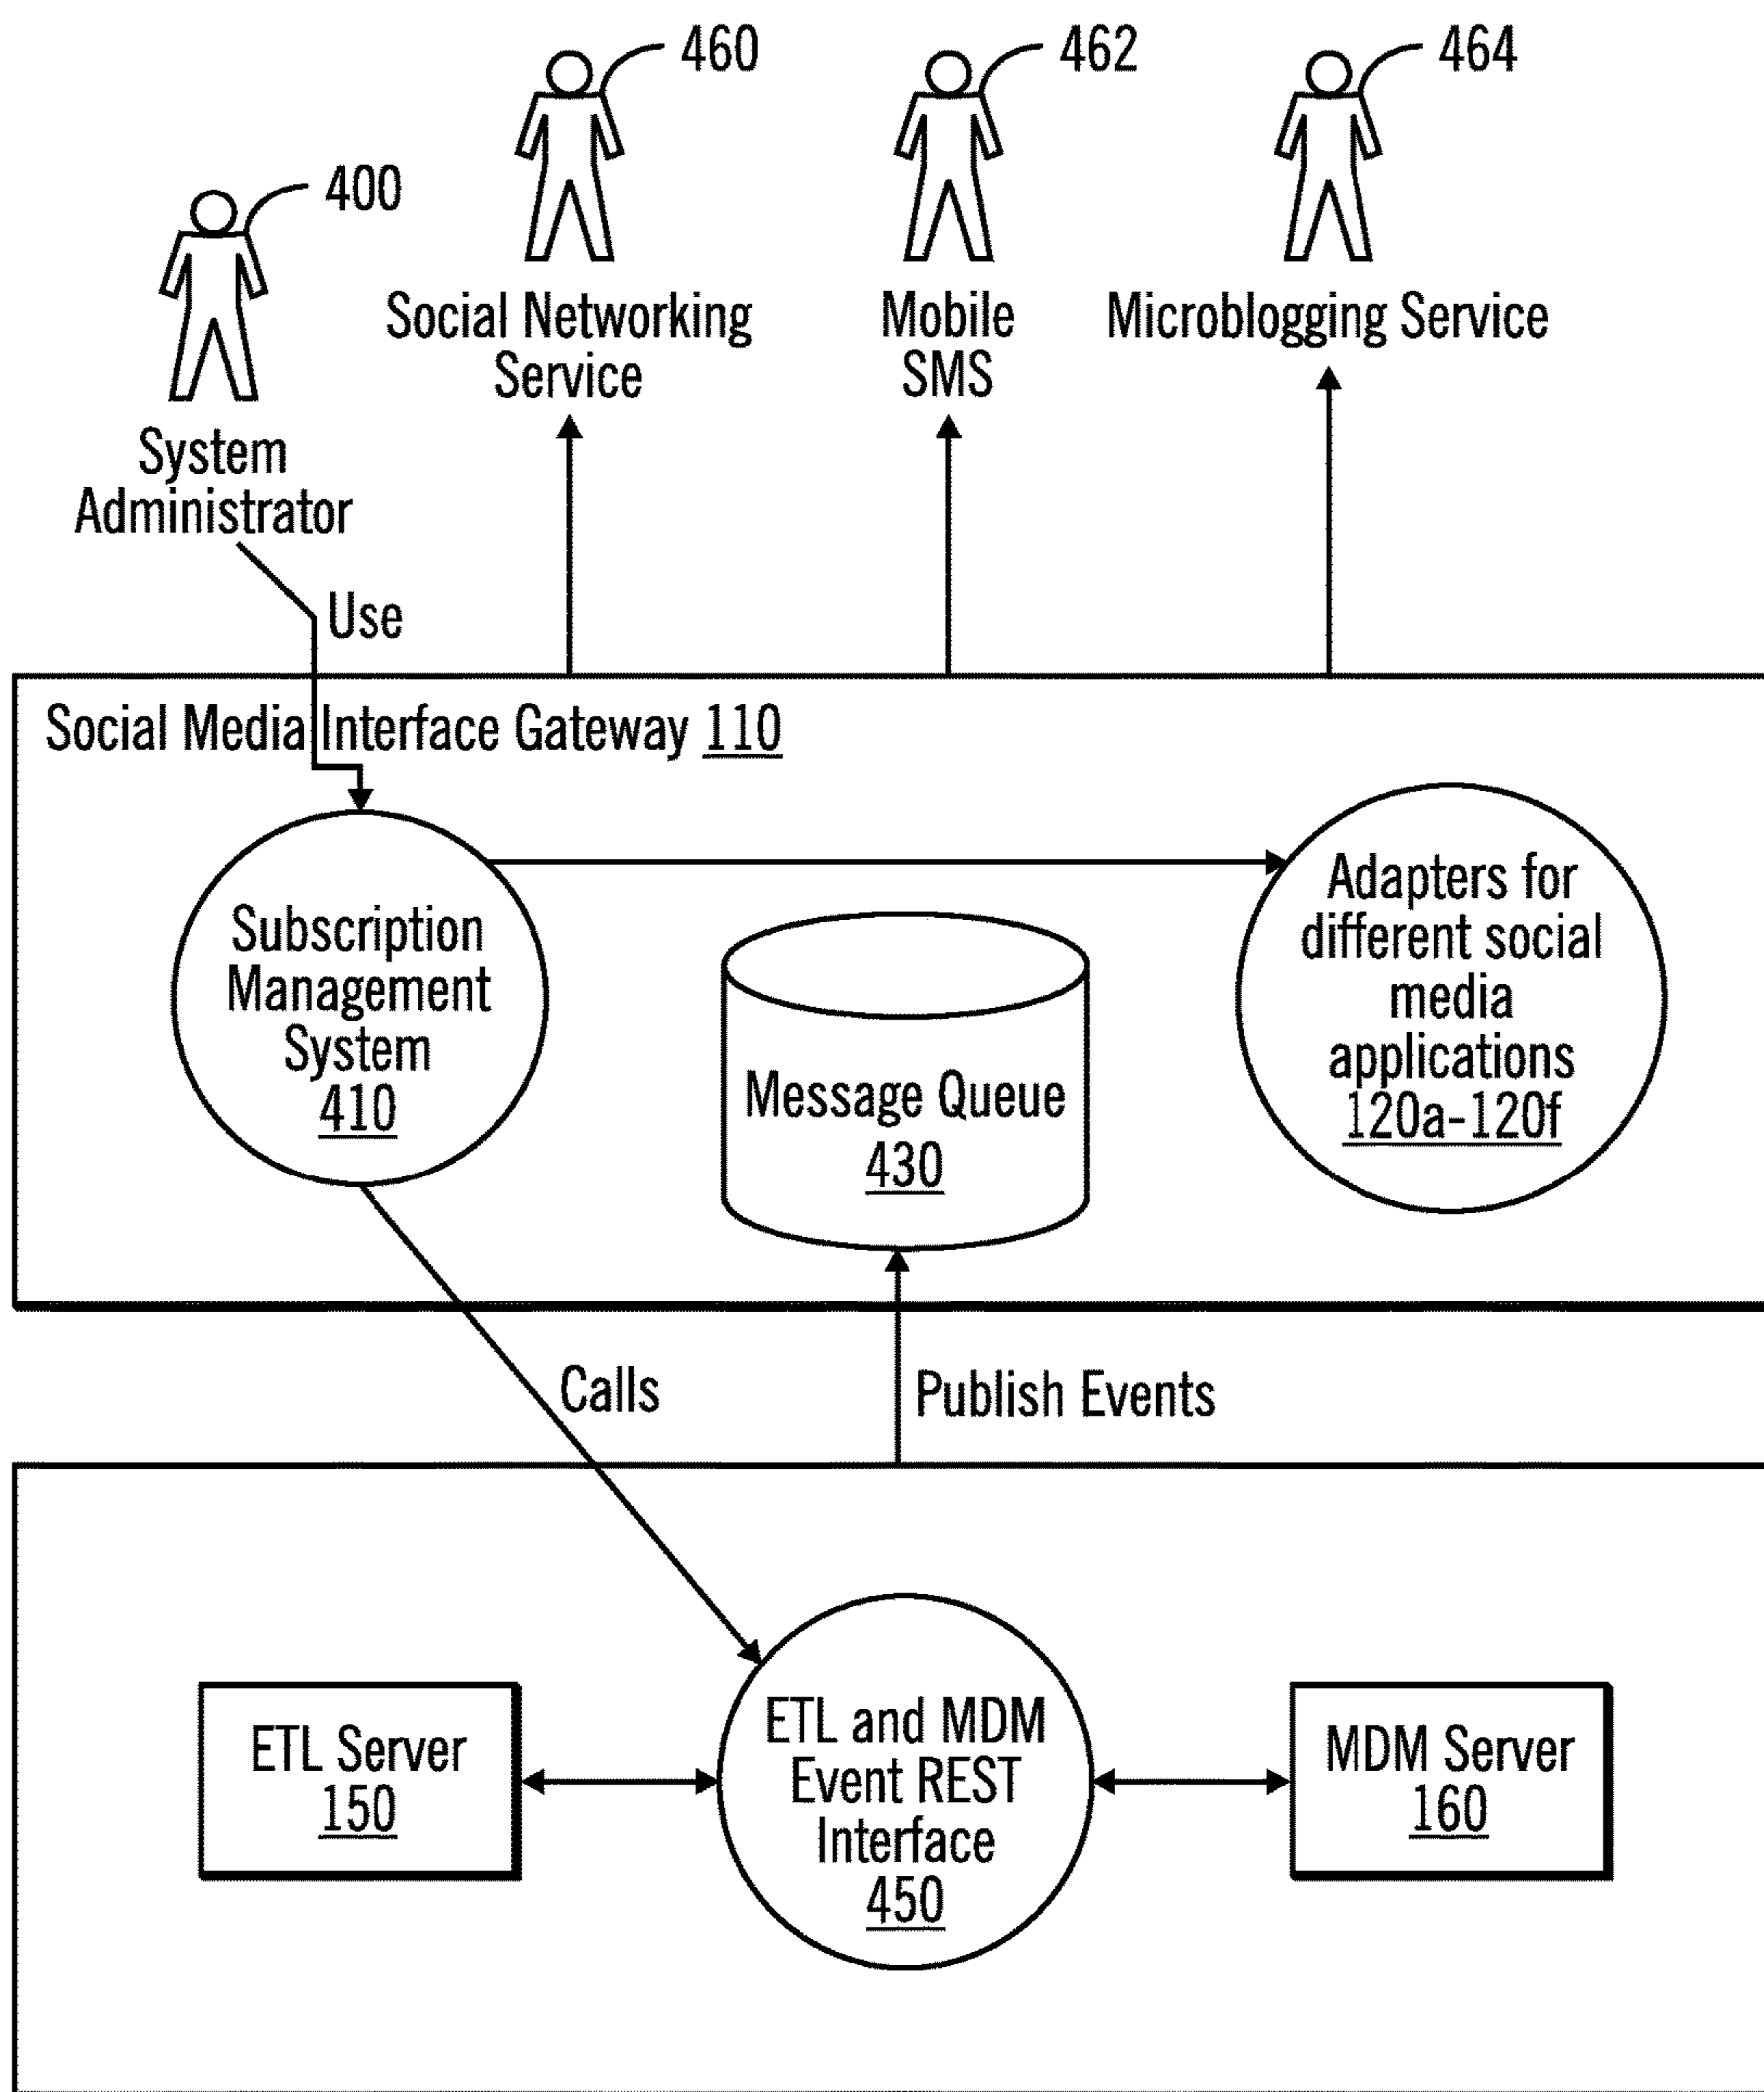 460
462
464
400
Social Networking
Service
Mobile
SMS
Microblogging Service
System
Administrator
Use
Social Media Interface Gateway 110
Subscription
Management
System
410
Message Queue
430
Adapters for
different social
media
applications
120a-120f
Calls
Publish Events
ETL Server
150
ETL and MDM
Event REST
Interface
450
MDM Server
160